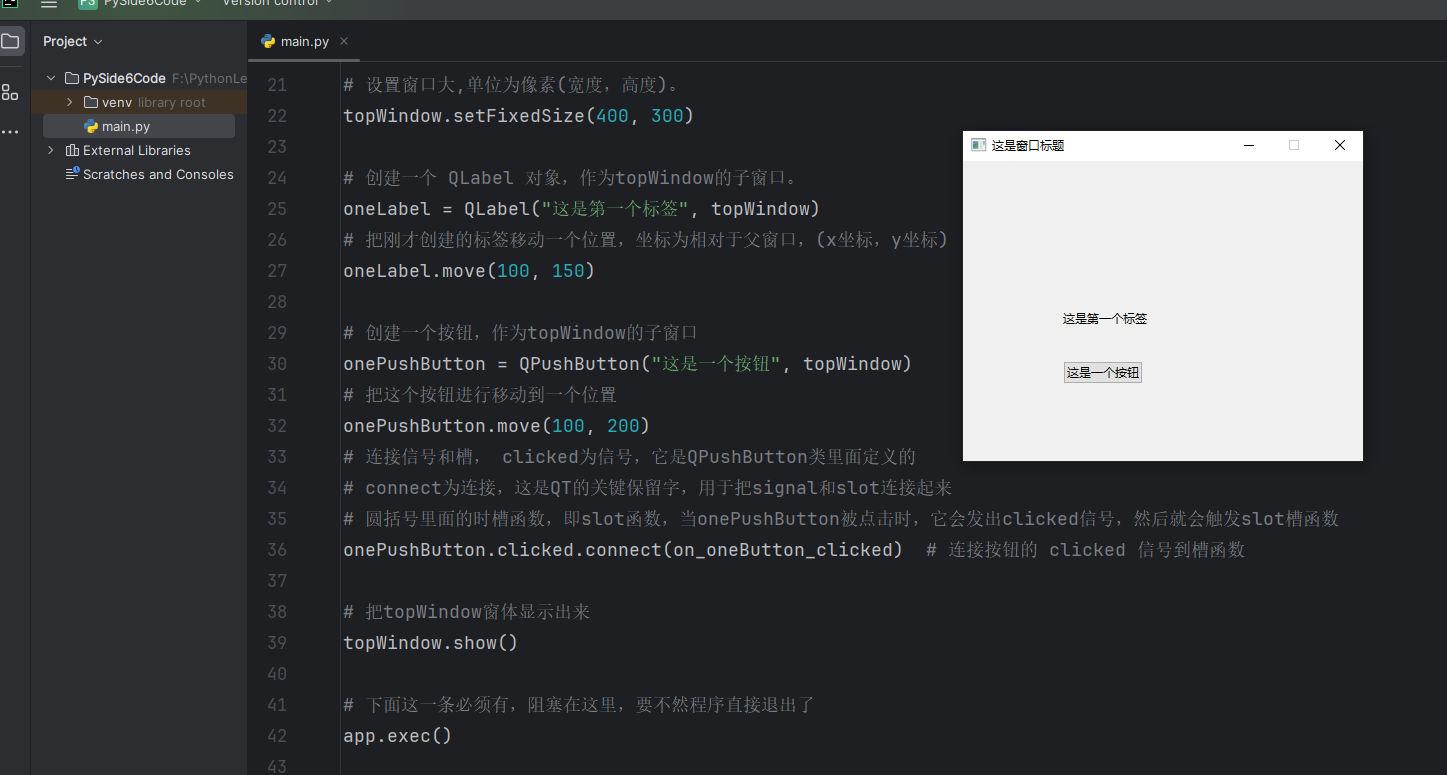 PS PySide6Code Version control
Project
main.py
PySide6Code F:\PythonLe
venv library root
main.py
External Libraries
Scratches and Consoles
21 # 设置窗口大,单位为像素(宽度，高度)。
22 topWindow.setFixedSize(400, 300)
23
24 # 创建一个 QLabel 对象，作为topWindow的子窗口。
25 oneLabel = QLabel("这是第一个标签", topWindow)
26 # 把刚才创建的标签移动一个位置，坐标为相对于父窗口，(x坐标，y坐标)
27 oneLabel.move(100, 150)
28
29 # 创建一个按钮，作为topWindow的子窗口
30 onePushButton = QPushButton("这是一个按钮", topWindow)
31 # 把这个按钮进行移动到一个位置
32 onePushButton.move(100, 200)
33 # 连接信号和槽， clicked为信号，它是QPushButton类里面定义的
34 # connect为连接，这是QT的关键保留字，用于把signal和slot连接起来
35 # 圆括号里面的时槽函数，即slot函数，当onePushButton被点击时，它会发出clicked信号，然后就会触发slot槽函数
36 onePushButton.clicked.connect(on_oneButton_clicked) # 连接按钮的 clicked 信号到槽函数
37
38 # 把topWindow窗体显示出来
39 topWindow.show()
40
41 # 下面这一条必须有，阻塞在这里，要不然程序直接退出了
42 app.exec()
43
这是窗口标题
这是第一个标签
这是一个按钮